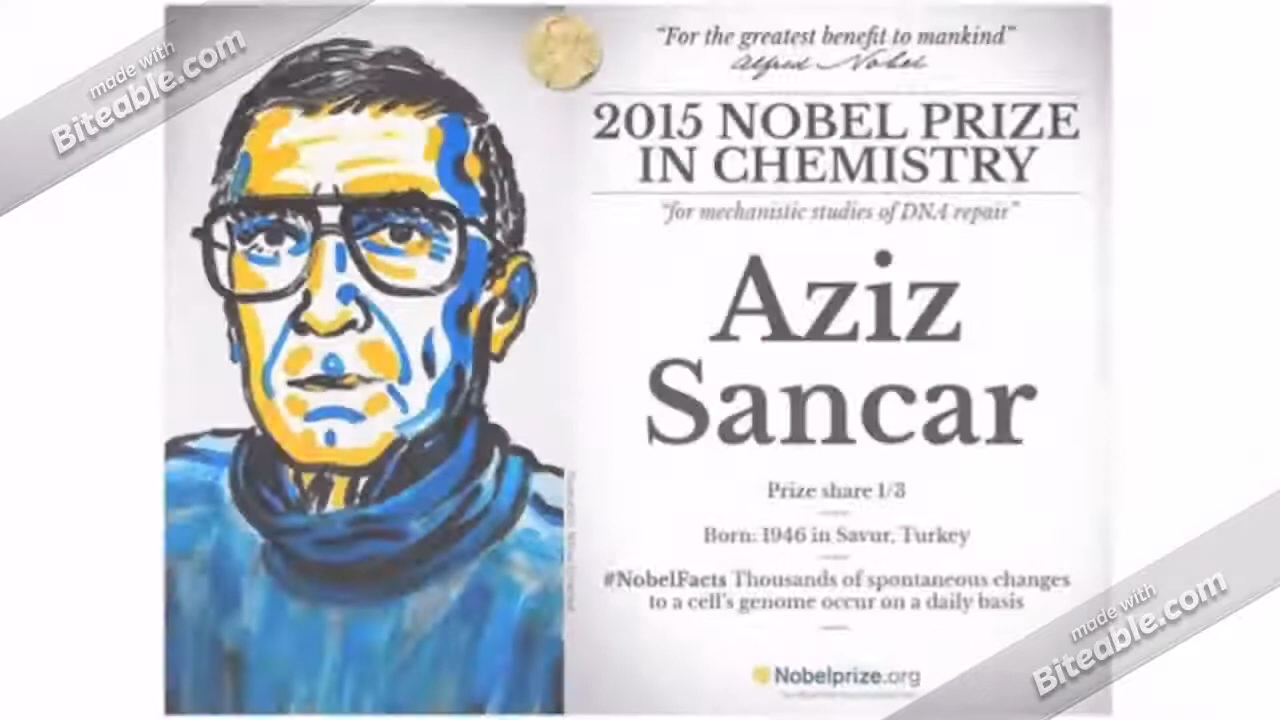 made with
Biteable.com
"For the greatest benefit to mankind"
Alfred Nobel
2015 NOBEL PRIZE
IN CHEMISTRY
"for mechanistic studies of DNA repair"
Aziz
Sancar
Prize share 1/3
Born: 1946 in Savur, Turkey
#NobelFacts Thousands of spontaneous changes
to a cell's genome occur on a daily basis
Nobelprize.org
made with
Biteable.com